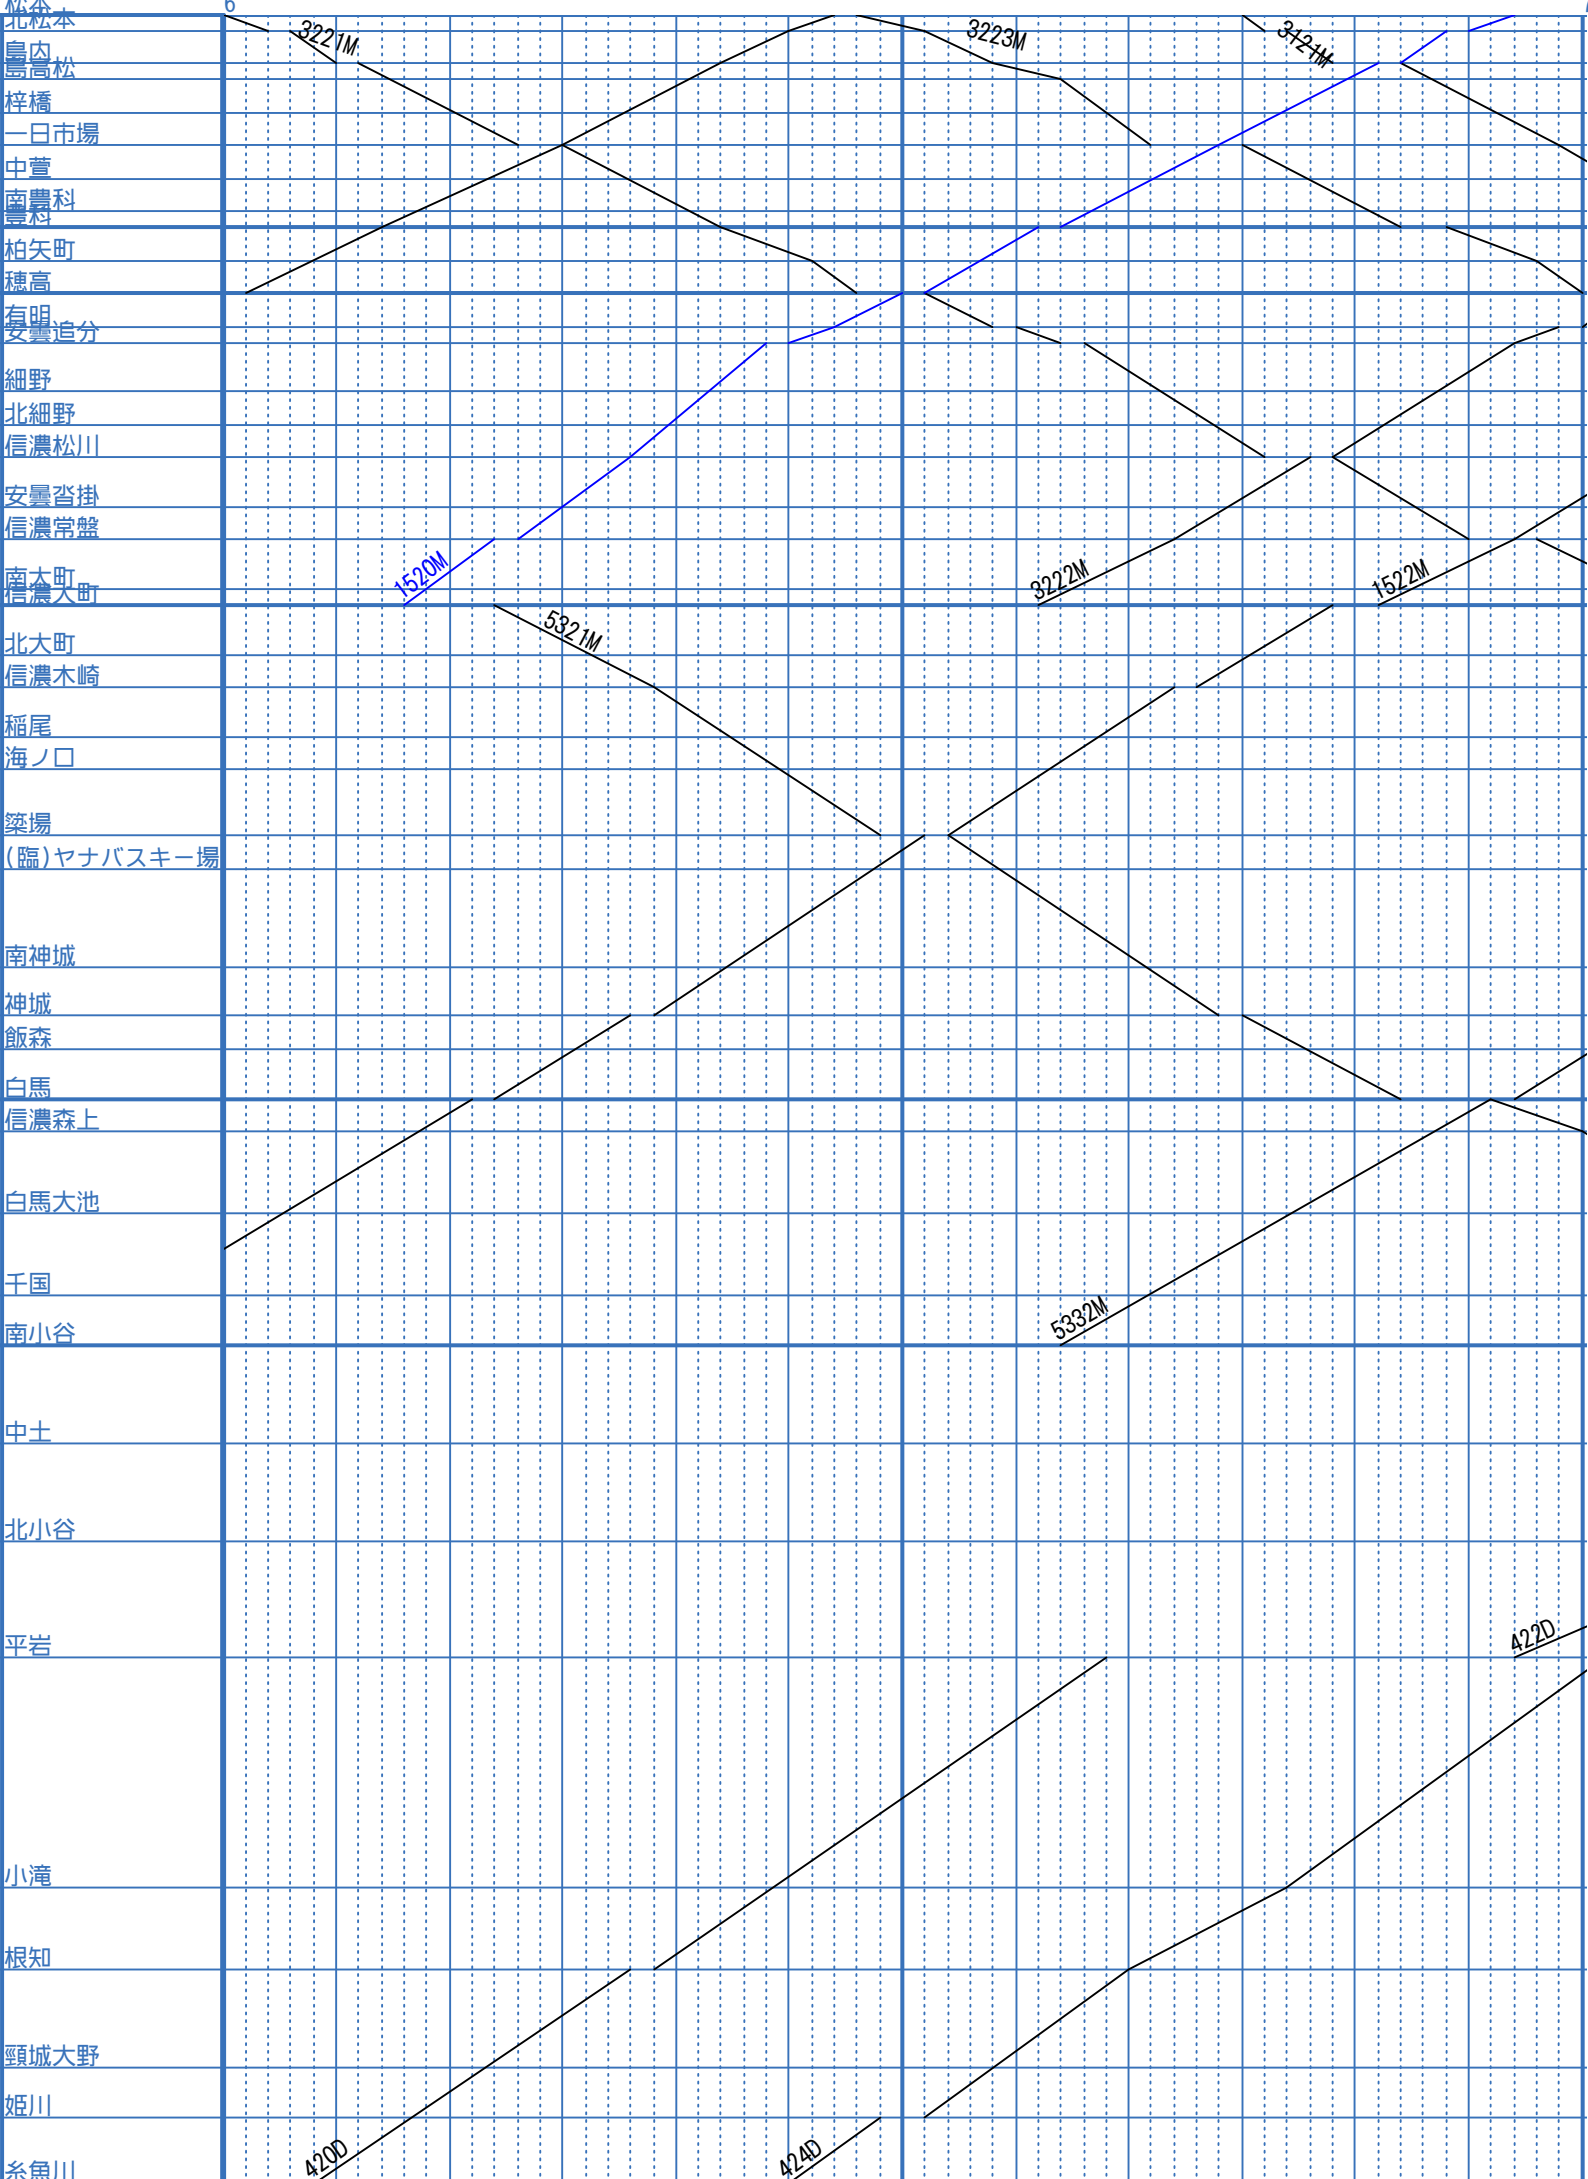 6
松本
北松本
3221M
3223M
3121M
島内
島高松
梓橋
一日市場
中萱
南豊科
豊科
柏矢町
穂高
有明
安曇追分
細野
北細野
信濃松川
安曇沓掛
信濃常盤
1520M
3222M
1522M
南大町
信濃大町
5321M
北大町
信濃木崎
稲尾
海ノ口
簗場
(臨)ヤナバスキー場
南神城
神城
飯森
白馬
信濃森上
白馬大池
千国
5332M
南小谷
中土
北小谷
422D
平岩
小滝
根知
頸城大野
姫川
420D
424D
糸魚川